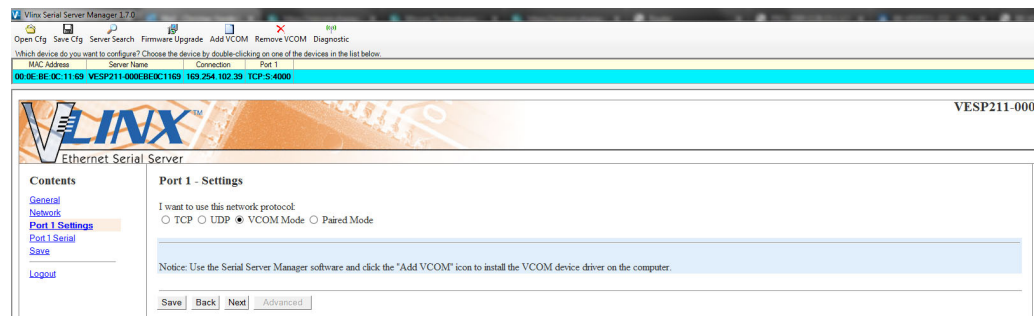 Vlinx Serial Server Manager 1.7.0
Open Cfg Save Cfg Server Search Firmware Upgrade Add VCOM Remove VCOM Diagnostic
Which device do you want to configure? Choose the device by double-clicking on one of the devices in the list below.
MAC Address Server Name Connection Port 1
00:0E:BE:0C:11:69 VESP211-000EBE0C1169 169.254.102.39 TCP:S:4000
VLINX TM
VESP211-000
Ethernet Serial Server
Contents
General
Network
Port 1 Settings
Port 1 Serial
Save
Logout
Port 1 - Settings
I want to use this network protocol:
TCP UDP VCOM Mode Paired Mode
Notice: Use the Serial Server Manager software and click the "Add VCOM" icon to install the VCOM device driver on the computer.
Save Back Next Advanced